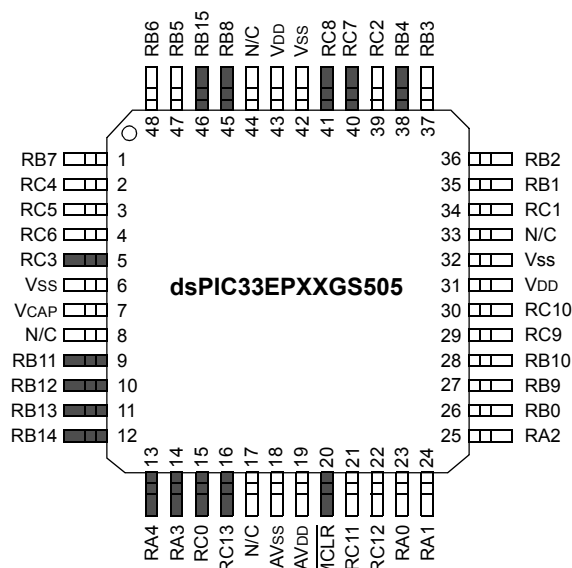 RB6
RB5
RB15
RB8
N/C
VDD
VSS
RC8
RC7
RC2
RB4
RB3
48
47
46
45
44
43
42
41
40
39
38
37
RB7 1
RC4 2
RC5 3
RC6 4
RC3 5
VSS 6
VCAP 7
N/C 8
RB11 9
RB12 10
RB13 11
RB14 12
dsPIC33EPXXGS505
36 RB2
35 RB1
34 RC1
33 N/C
32 Vss
31 VDD
30 RC10
29 RC9
28 RB10
27 RB9
26 RB0
25 RA2
13
14
15
16
17
18
19
20
21
22
23
24
RA4
RA3
RC0
RC13
N/C
AVSS
AVDD
MCLR
RC11
RC12
RA0
RA1